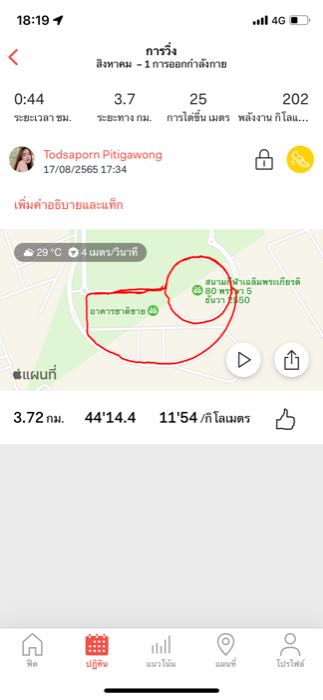 18:19
4G
การวิ่ง
สิงหาคม – 1 การออกกำลังกาย
0:44 3.7 25 202
ระยะเวลา ชม. ระยะทาง กม. การไต่ขึ้น เมตร พลังงาน กิโลแ...
Todsaporn Pitigawong
17/08/2565 17:34
เพิ่มคำอธิบายและแท็ก
29 °C 4 เมตร/วินาที
สนามกีฬาเฉลิมพระเกียรติ
80 พรรษา 5
ธันวา 2550
อาคารชาติชาย
แผนที่
3.72 กม. 44'14.4 11'54 /กิโลเมตร
ฟีด ปฏิทิน แนวโน้ม แผนที่ โปรไฟล์